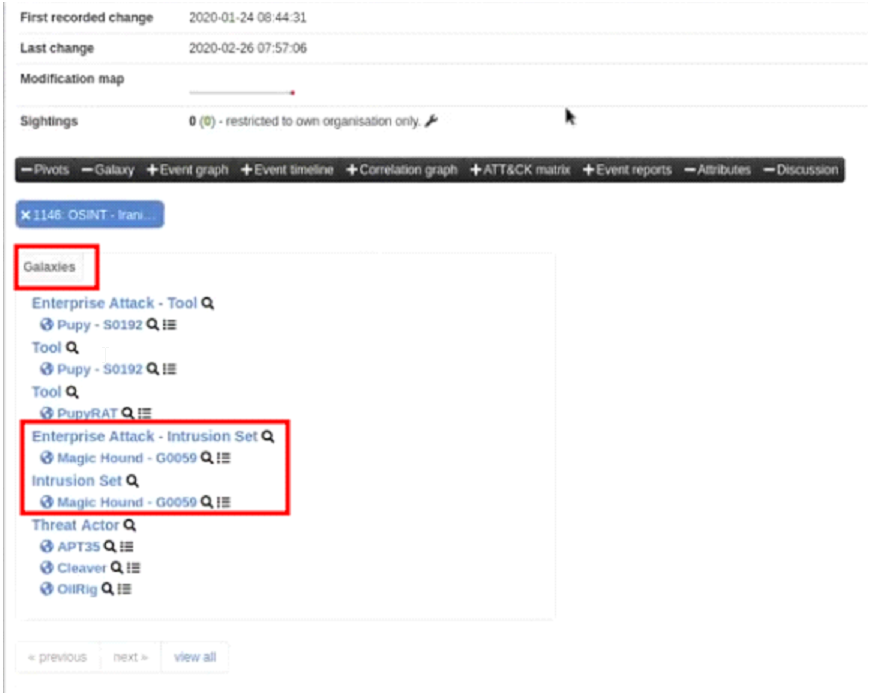 First recorded change 2020-01-24 08:44:31
Last change 2020-02-26 07:57:06
Modification map
Sightings 0 (0) - restricted to own organisation only.
Pivots Galaxy Event graph Event timeline Correlation graph ATT&CK matrix Event reports Attributes Discussion
1146: OSINT - Irani...
Galaxies
Enterprise Attack - Tool
Pupy - S0192
Tool
Pupy - S0192
Tool
PupyRAT
Enterprise Attack - Intrusion Set
Magic Hound - G0059
Intrusion Set
Magic Hound - G0059
Threat Actor
APT35
Cleaver
OilRig
« previous next » view all